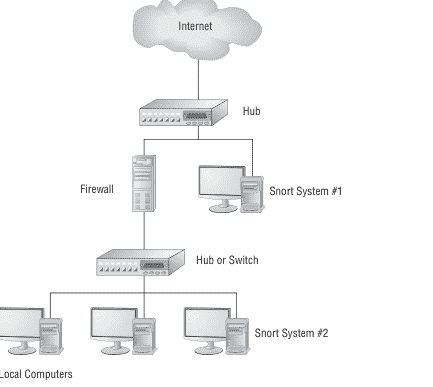 Internet
Hub
Firewall
Snort System #1
Hub or Switch
Snort System #2
Local Computers